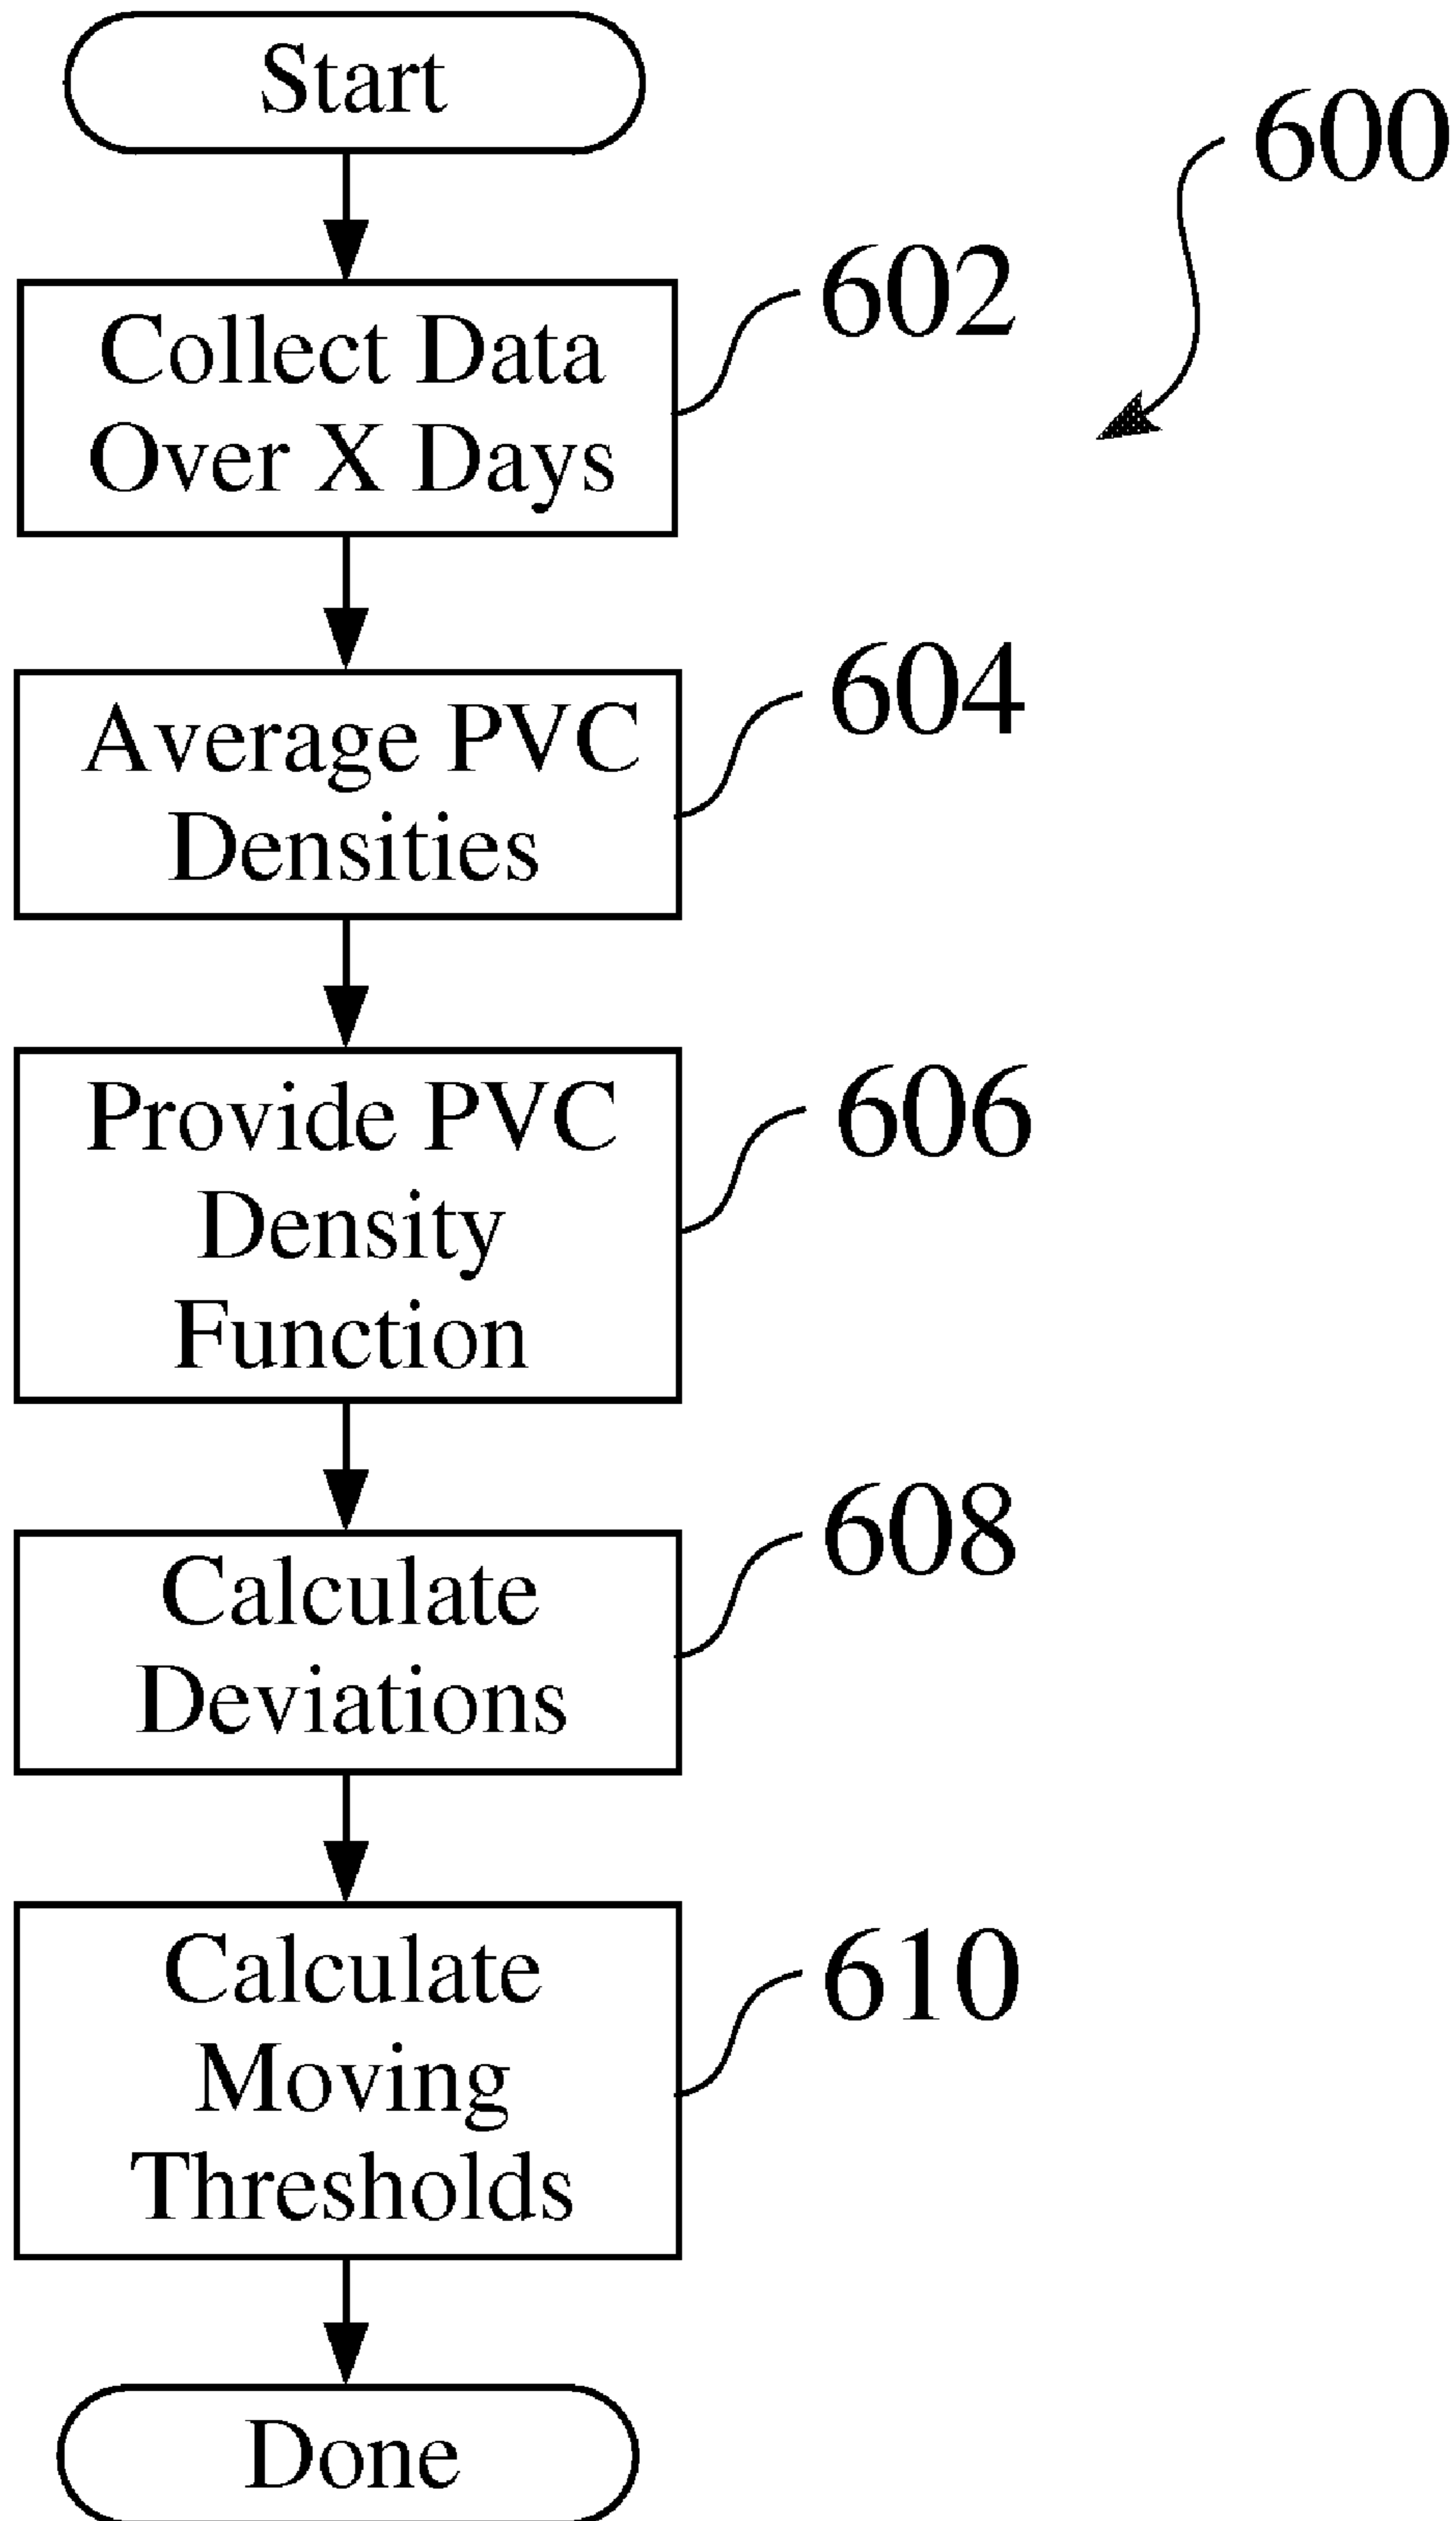 Start
600
602
Collect Data
Over X Days
604
Average PVC
Densities
606
Provide PVC
Density
Function
608
Calculate
Deviations
610
Calculate
Moving
Thresholds
Done